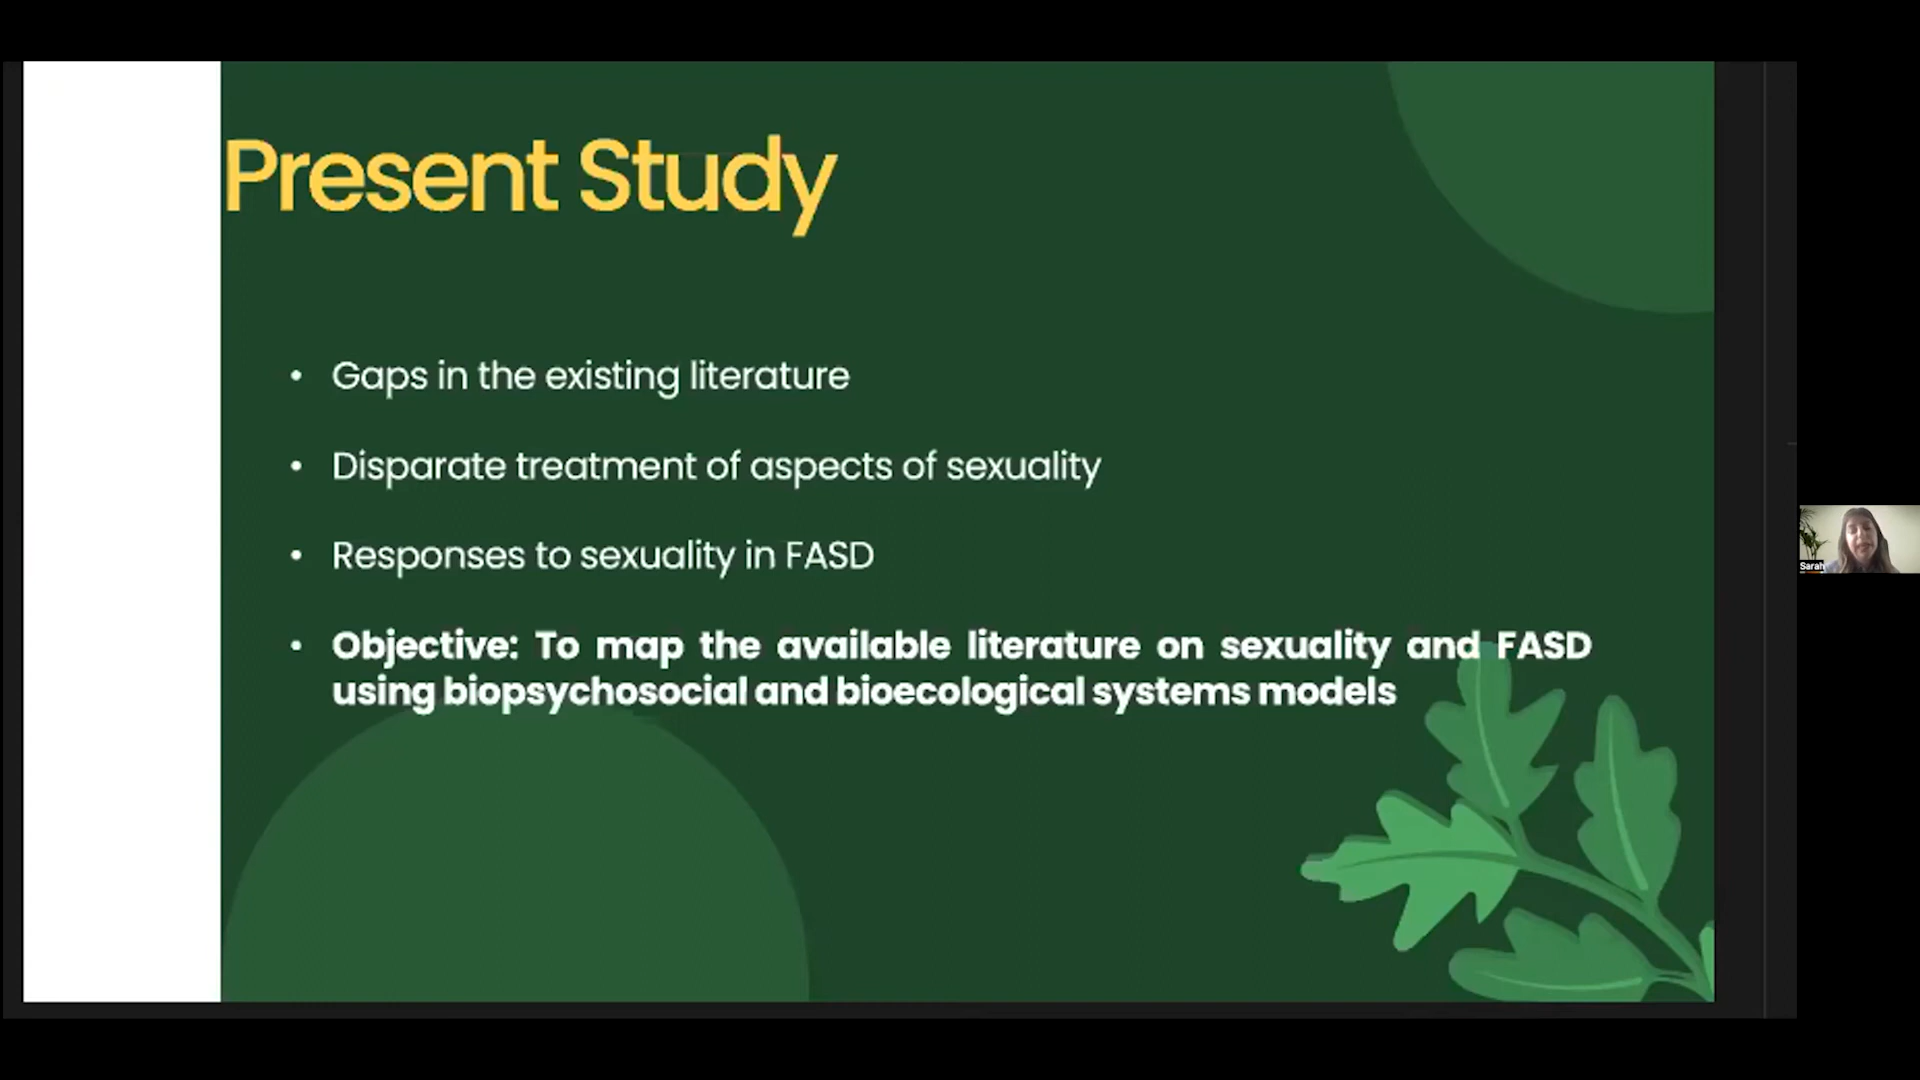 Present Study
• Gaps in the existing literature
• Disparate treatment of aspects of sexuality
• Responses to sexuality in FASD
• Objective: To map the available literature on sexuality and FASD
using biopsychosocial and bioecological systems models
Sarah